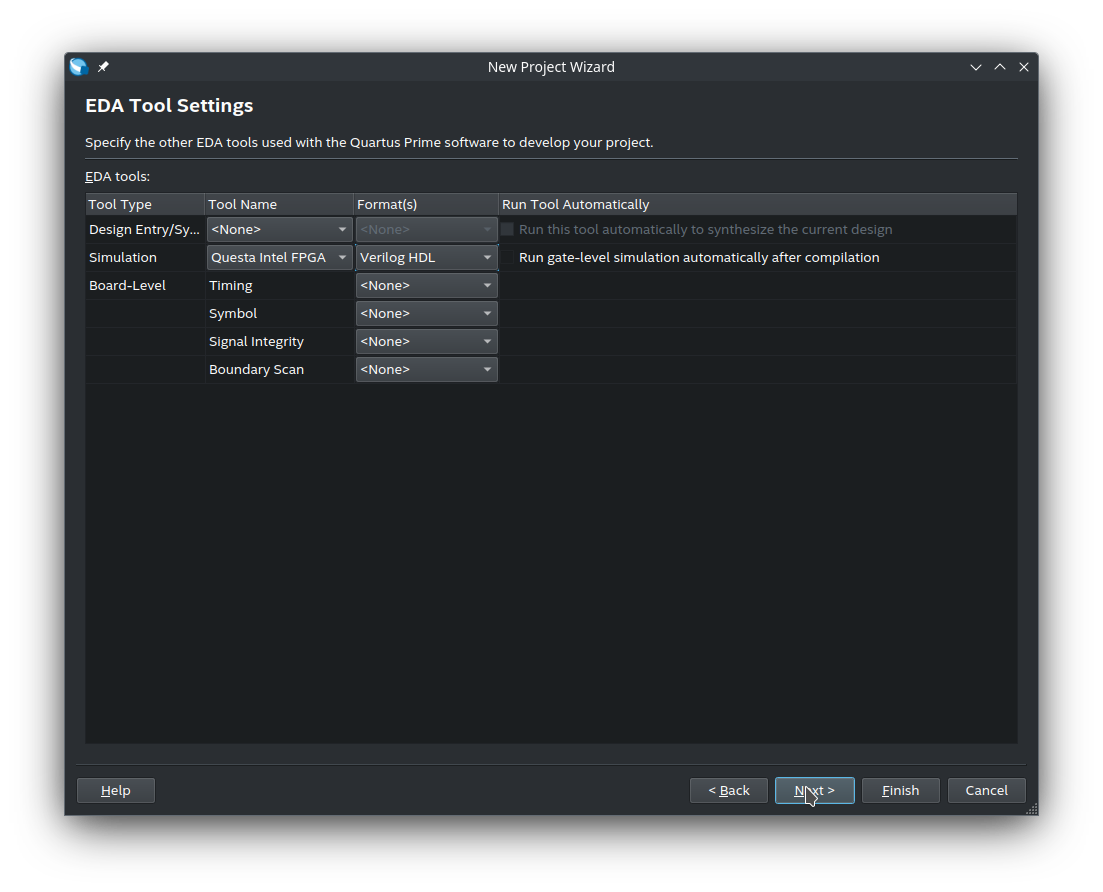 New Project Wizard
EDA Tool Settings
Specify the other EDA tools used with the Quartus Prime software to develop your project.
EDA tools:
Tool Type Tool Name Format(s) Run Tool Automatically
Design Entry/Sy... <None> <None> Run this tool automatically to synthesize the current design
Simulation Questa Intel FPGA Verilog HDL Run gate-level simulation automatically after compilation
Board-Level Timing <None>
Symbol <None>
Signal Integrity <None>
Boundary Scan <None>
Help < Back Next > Finish Cancel